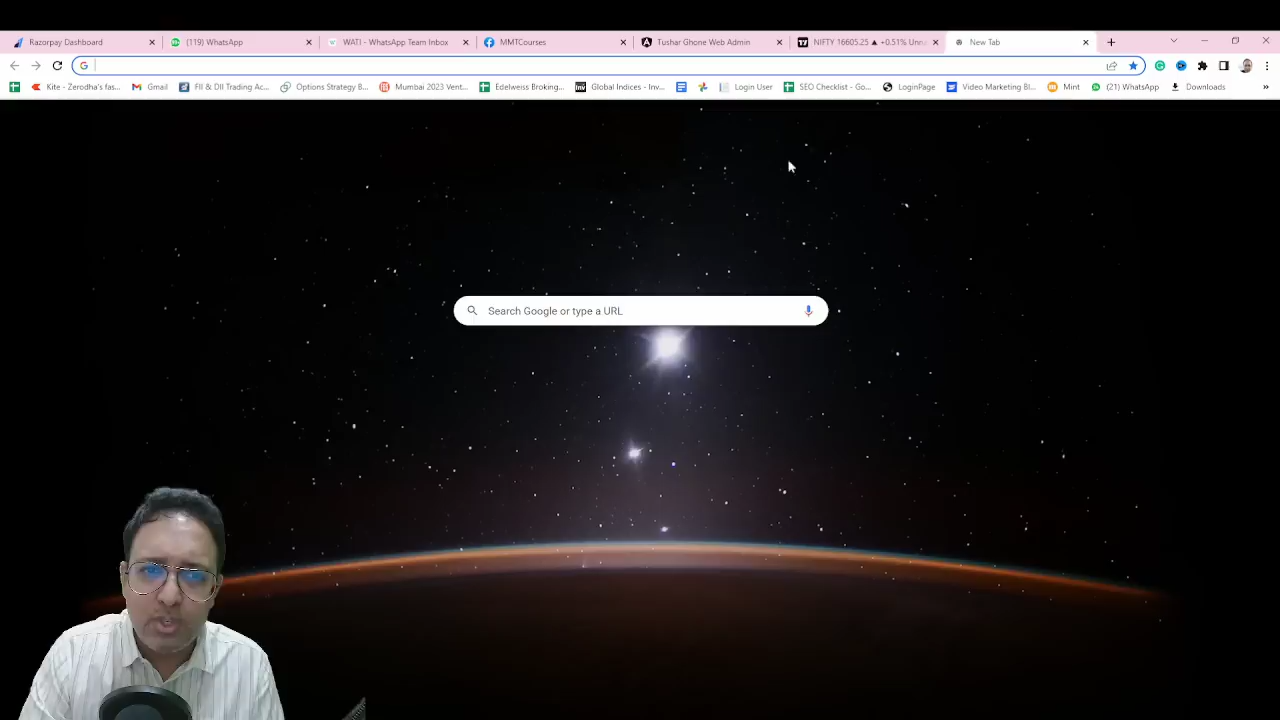 Razorpay Dashboard
(119) WhatsApp
WATI - WhatsApp Team Inbox
MMTCourses
Tushar Ghone Web Admin
NIFTY 16605.25 ▲ +0.51% Unna
New Tab
Kite - Zerodha's fas...
Gmail
FII & DII Trading Ac...
Options Strategy B...
Mumbai 2023 Vent...
Edelweiss Broking...
Global Indices - Inv...
Login User
SEO Checklist - Go...
LoginPage
Video Marketing Bl...
Mint
(21) WhatsApp
Downloads
Search Google or type a URL